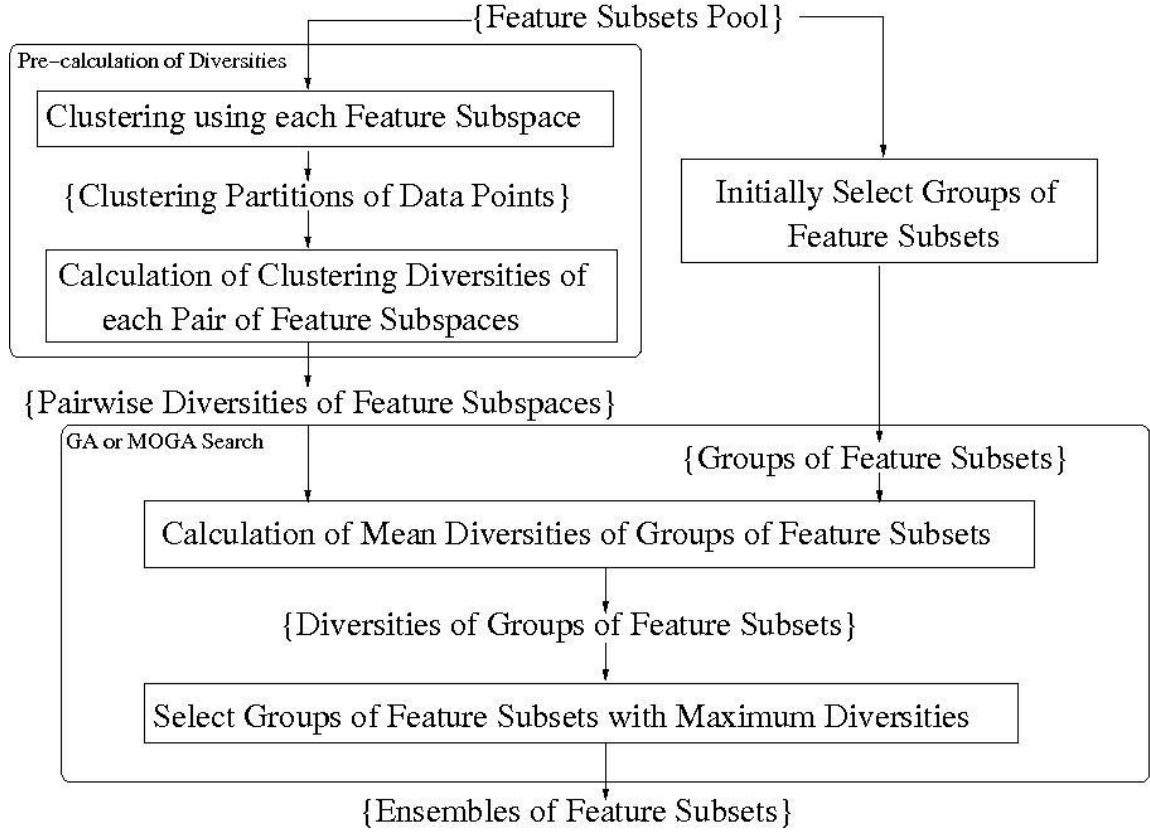 {Feature Subsets Pool}
Pre-calculation of Diversities
Clustering using each Feature Subspace
{Clustering Partitions of Data Points}
Calculation of Clustering Diversities of
each Pair of Feature Subspaces
Initially Select Groups of
Feature Subsets
{Pairwise Diversities of Feature Subspaces}
GA or MOGA Search
{Groups of Feature Subsets}
Calculation of Mean Diversities of Groups of Feature Subsets
{Diversities of Groups of Feature Subsets}
Select Groups of Feature Subsets with Maximum Diversities
{Ensembles of Feature Subsets}